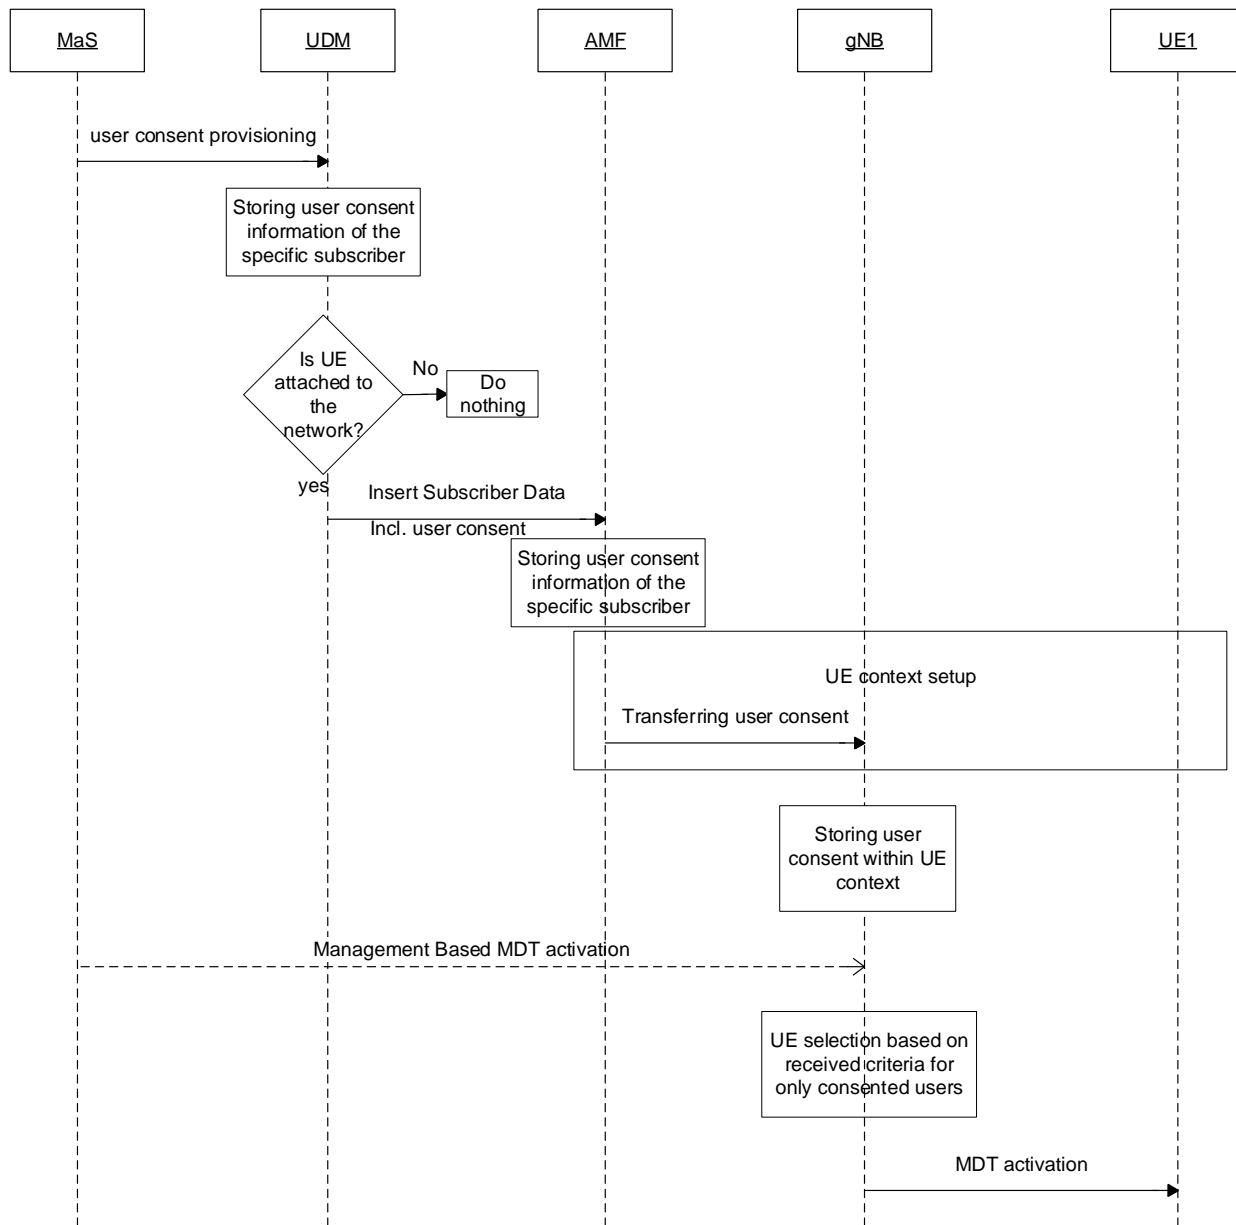 MaS
UDM
AMF
gNB
UE1
user consent provisioning
Storing user consent
information of the
specific subscriber
Is UE
attached to
the
network?
No
Do
nothing
yes
Insert Subscriber Data
Incl. user consent
Storing user consent
information of the
specific subscriber
UE context setup
Transferring user consent
Storing user
consent within UE
context
Management Based MDT activation
UE selection based on
received criteria for
only consented users
MDT activation